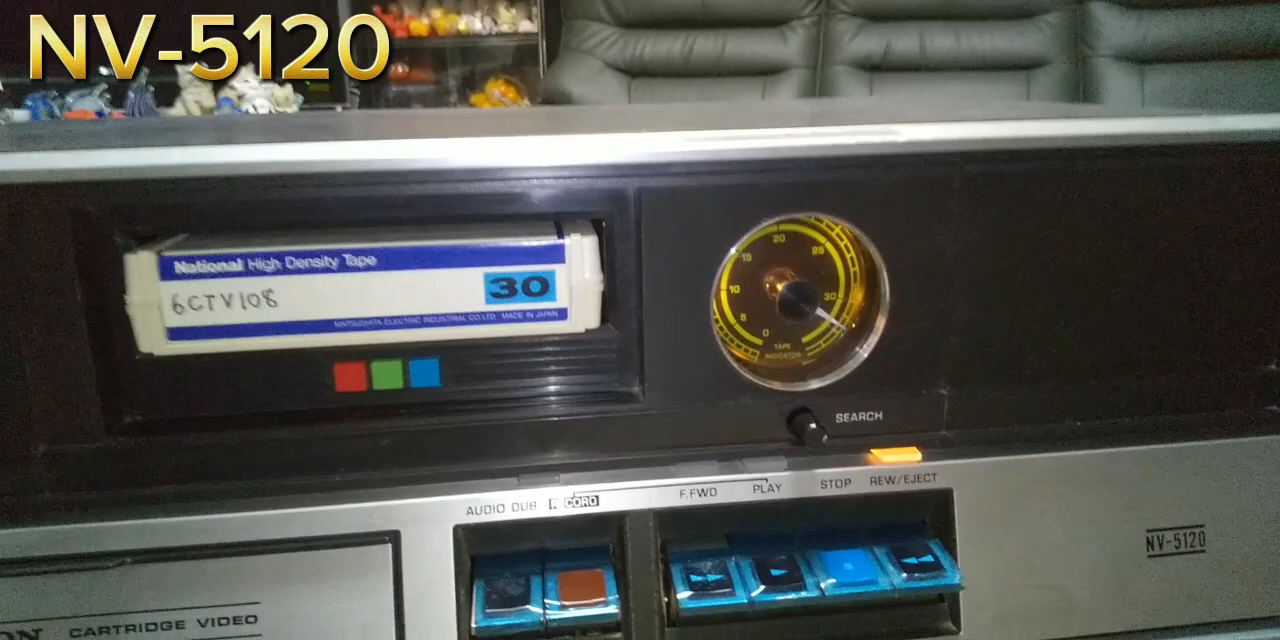 NV-5120
National High Density Tape
6CTV108
30
MATSUSHITA ELECTRIC INDUSTRIAL CO.LTD. MADE IN JAPAN
20
15
25
10
30
5
0
TAPE
INDICATOR
SEARCH
AUDIO DUB RECORD F.FWD PLAY STOP REW/EJECT
NV-5120
CARTRIDGE VIDEO